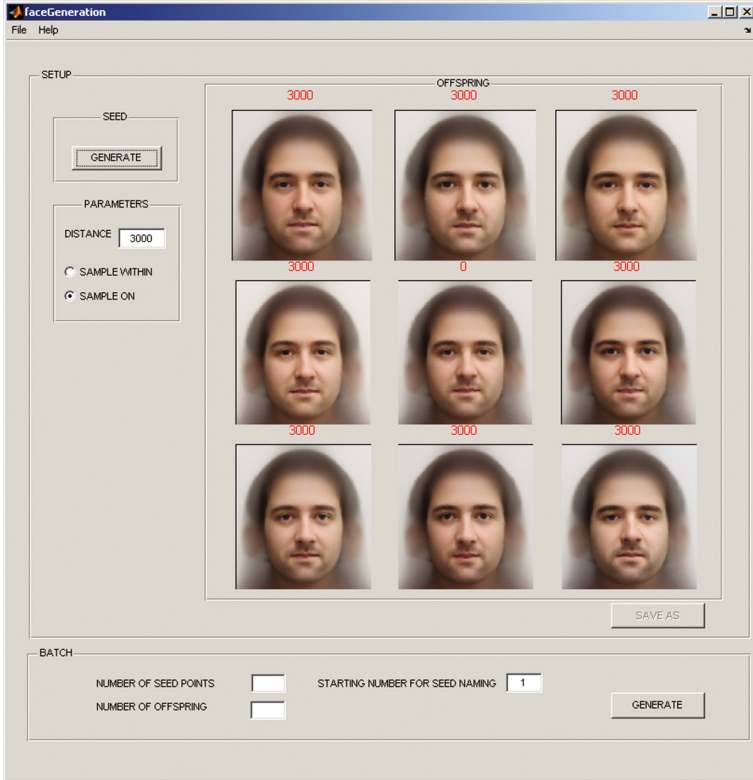 faceGeneration
File Help
SETUP
OFFSPRING
3000 3000 3000
SEED
GENERATE
PARAMETERS
DISTANCE 3000
SAMPLE WITHIN
SAMPLE ON
3000 0 3000
3000 3000 3000
SAVE AS
BATCH
NUMBER OF SEED POINTS STARTING NUMBER FOR SEED NAMING 1
NUMBER OF OFFSPRING
GENERATE